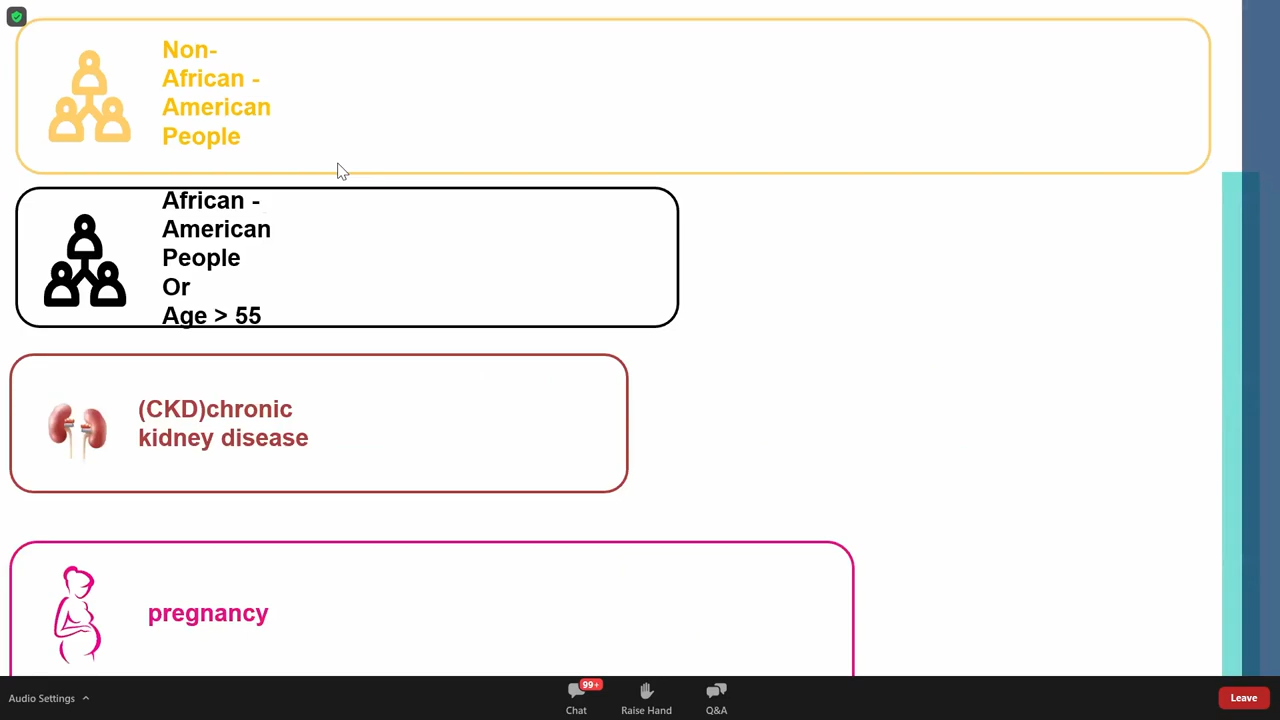 Non-
African -
American
People
African -
American
People
Or
Age > 55
(CKD)chronic
kidney disease
pregnancy
Audio Settings
99+
Chat
Raise Hand
Q&A
Leave